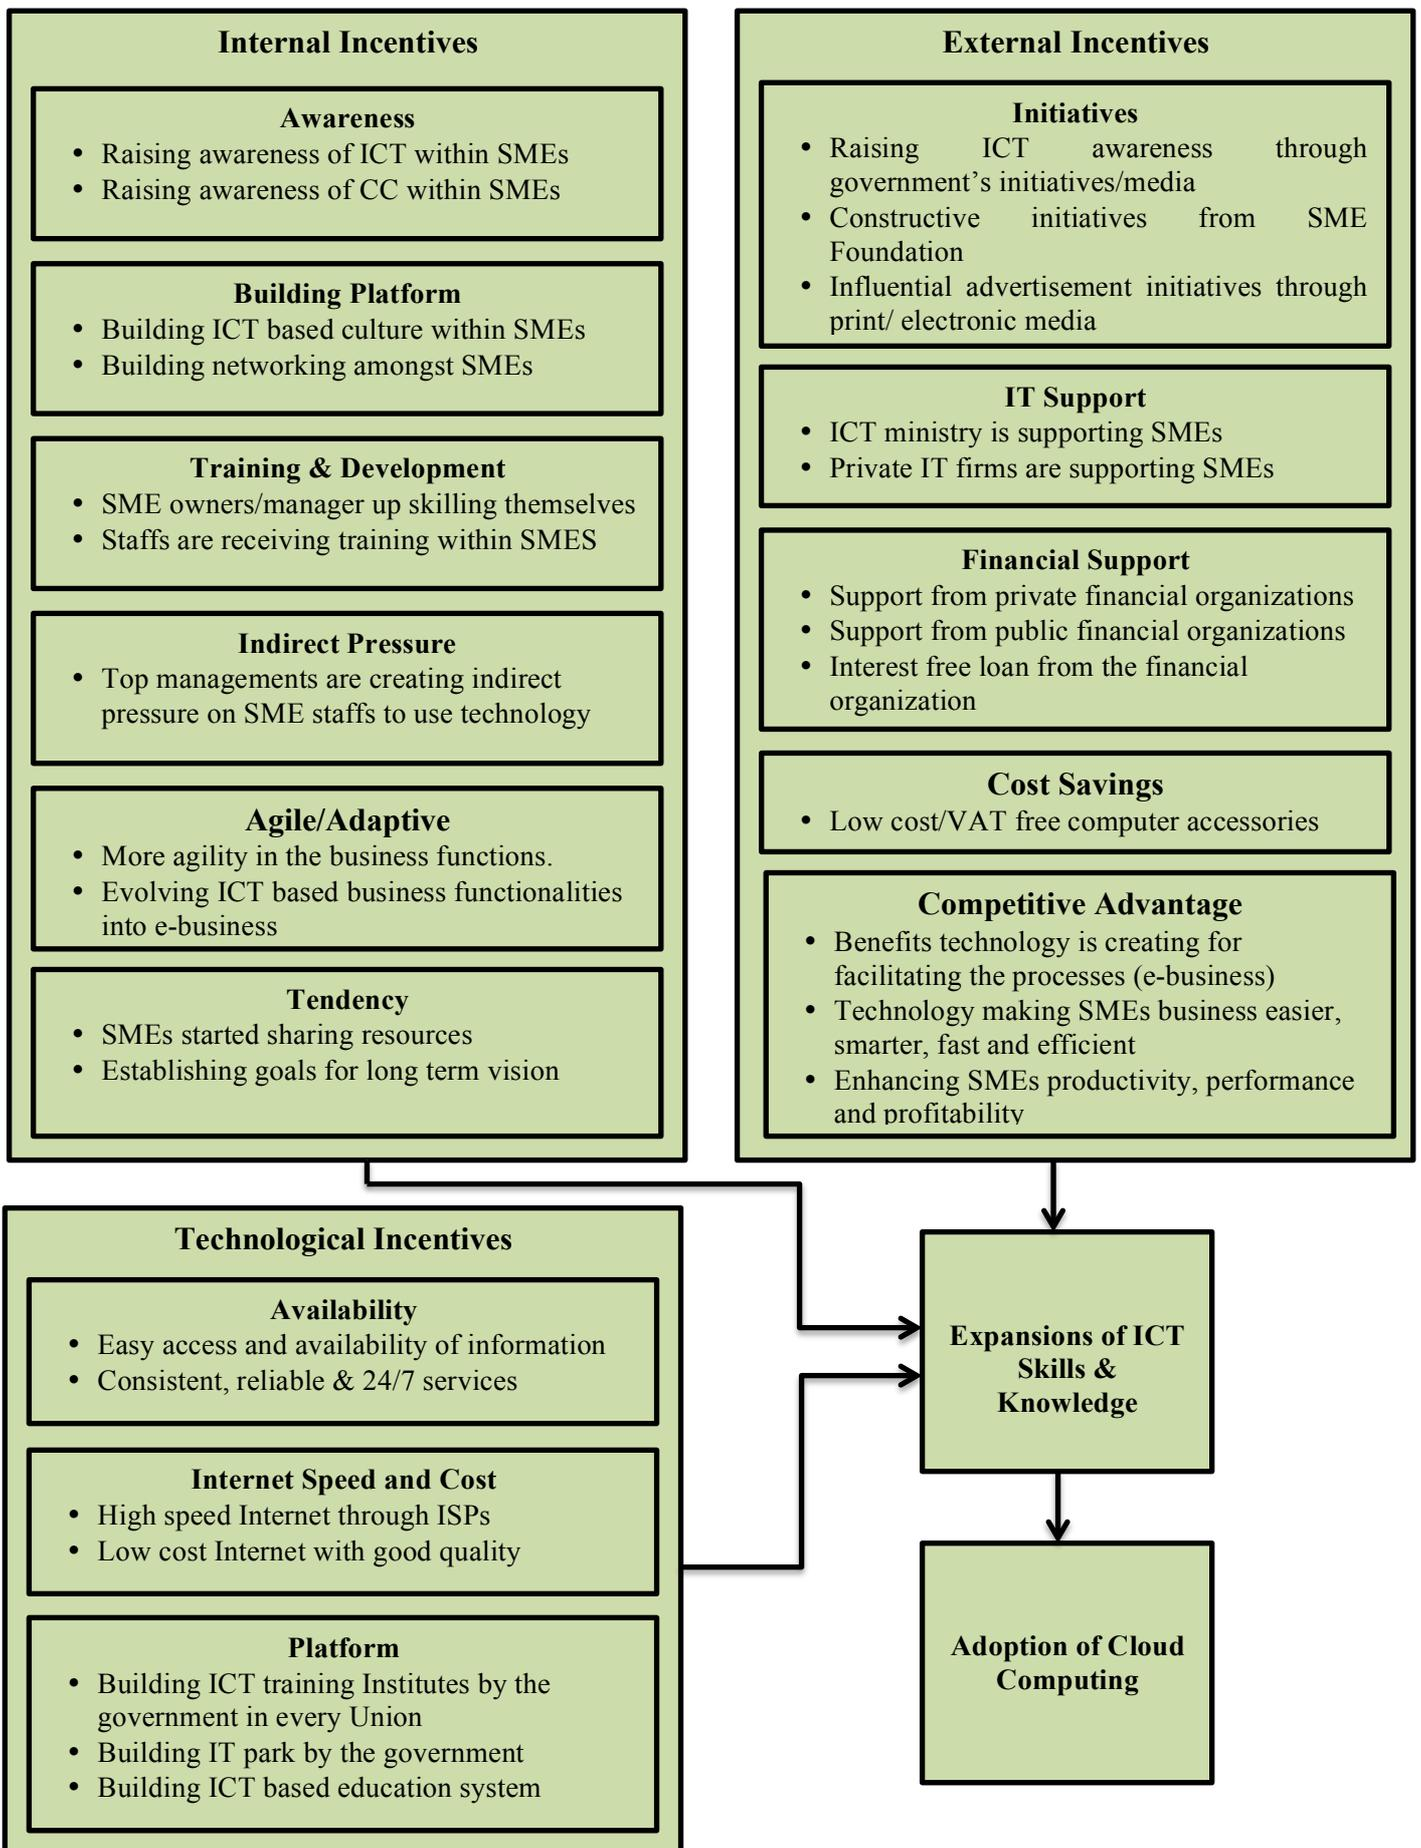 Internal Incentives
Awareness
• Raising awareness of ICT within SMEs
• Raising awareness of CC within SMEs
Building Platform
• Building ICT based culture within SMEs
• Building networking amongst SMEs
Training & Development
• SME owners/manager up skilling themselves
• Staffs are receiving training within SMES
Indirect Pressure
• Top managements are creating indirect
pressure on SME staffs to use technology
Agile/Adaptive
• More agility in the business functions.
• Evolving ICT based business functionalities
into e-business
Tendency
• SMEs started sharing resources
• Establishing goals for long term vision
External Incentives
Initiatives
• Raising ICT awareness through
government’s initiatives/media
• Constructive initiatives from SME
Foundation
• Influential advertisement initiatives through
print/ electronic media
IT Support
• ICT ministry is supporting SMEs
• Private IT firms are supporting SMEs
Financial Support
• Support from private financial organizations
• Support from public financial organizations
• Interest free loan from the financial
organization
Cost Savings
• Low cost/VAT free computer accessories
Competitive Advantage
• Benefits technology is creating for
facilitating the processes (e-business)
• Technology making SMEs business easier,
smarter, fast and efficient
• Enhancing SMEs productivity, performance
and profitability
Technological Incentives
Availability
• Easy access and availability of information
• Consistent, reliable & 24/7 services
Internet Speed and Cost
• High speed Internet through ISPs
• Low cost Internet with good quality
Platform
• Building ICT training Institutes by the
government in every Union
• Building IT park by the government
• Building ICT based education system
Expansions of ICT
Skills &
Knowledge
Adoption of Cloud
Computing